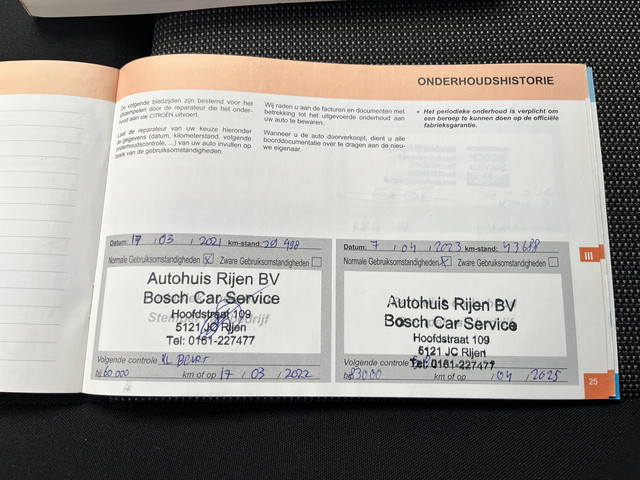 ONDERHOUDSHISTORIE
De volgende bladzijden zijn bestemd voor het
afstempelen door de reparateur die het onder-
houd aan uw CITROËN uitvoert.
Laat de reparateur van uw keuze hieronder
de gegevens (datum, kilometerstand, volgende
onderhoudscontrole, ...) van uw auto invullen op
basis van de gebruiksomstandigheden.
Wij raden u aan de facturen en documenten met
betrekking tot het uitgevoerde onderhoud aan
uw auto te bewaren.
Wanneer u de auto doorverkoopt, dient u alle
boorddocumentatie over te dragen aan de nieu-
we eigenaar.
Het periodieke onderhoud is verplicht om
een beroep te kunnen doen op de officiële
fabrieksgarantie.
Datum: 17 / 03 / 2021 km-stand: 29 498
Normale Gebruiksomstandigheden X Zware Gebruiksomstandigheden
Autohuis Rijen BV
Bosch Car Service
Hoofdstraat 109
Stempel bedrijf
5121 JC Rijen
Tel: 0161-227477
Volgende controle KL BEURT
bij 60 000 km of op 17 / 03 / 2022
Datum: 7 / 04 / 2023 km-stand: 43688
Normale Gebruiksomstandigheden X Zware Gebruiksomstandigheden
Autohuis Rijen BV
Bosch Car Service
Hoofdstraat 109
5121 JC Rijen
Tel: 0161-227477
Volgende controle
bij 83000 km of op / 04 / 2025
III
25